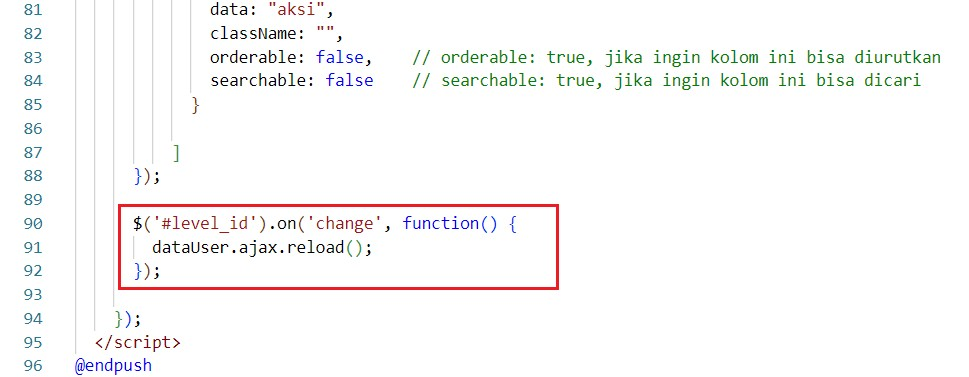 81 data: "aksi",
82 className: "",
83 orderable: false, // orderable: true, jika ingin kolom ini bisa diurutkan
84 searchable: false // searchable: true, jika ingin kolom ini bisa dicari
85 }
86
87 ]
88 });
89
90 $('#level_id').on('change', function() {
91 dataUser.ajax.reload();
92 });
93
94 });
95 </script>
96 @endpush